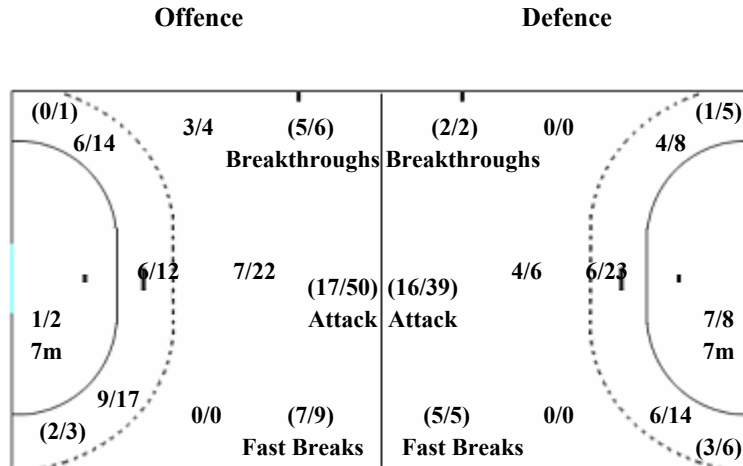 Offence Defence
(0/1) 3/4 (5/6) (2/2) 0/0 (1/5)
6/14 Breakthroughs Breakthroughs 4/8
6/12 7/22 (17/50) (16/39) 4/6 6/23
Attack Attack
1/2 7/8
7m 7m
9/17 0/0 (7/9) (5/5) 0/0 6/14
(2/3) Fast Breaks Fast Breaks (3/6)